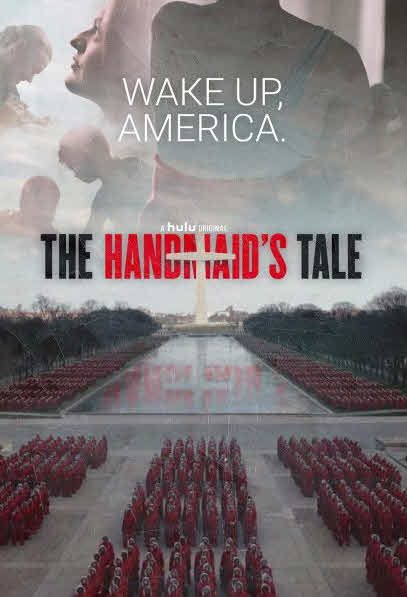 WAKE UP,
AMERICA.
A hulu ORIGINAL
THE HANDMAID'S TALE